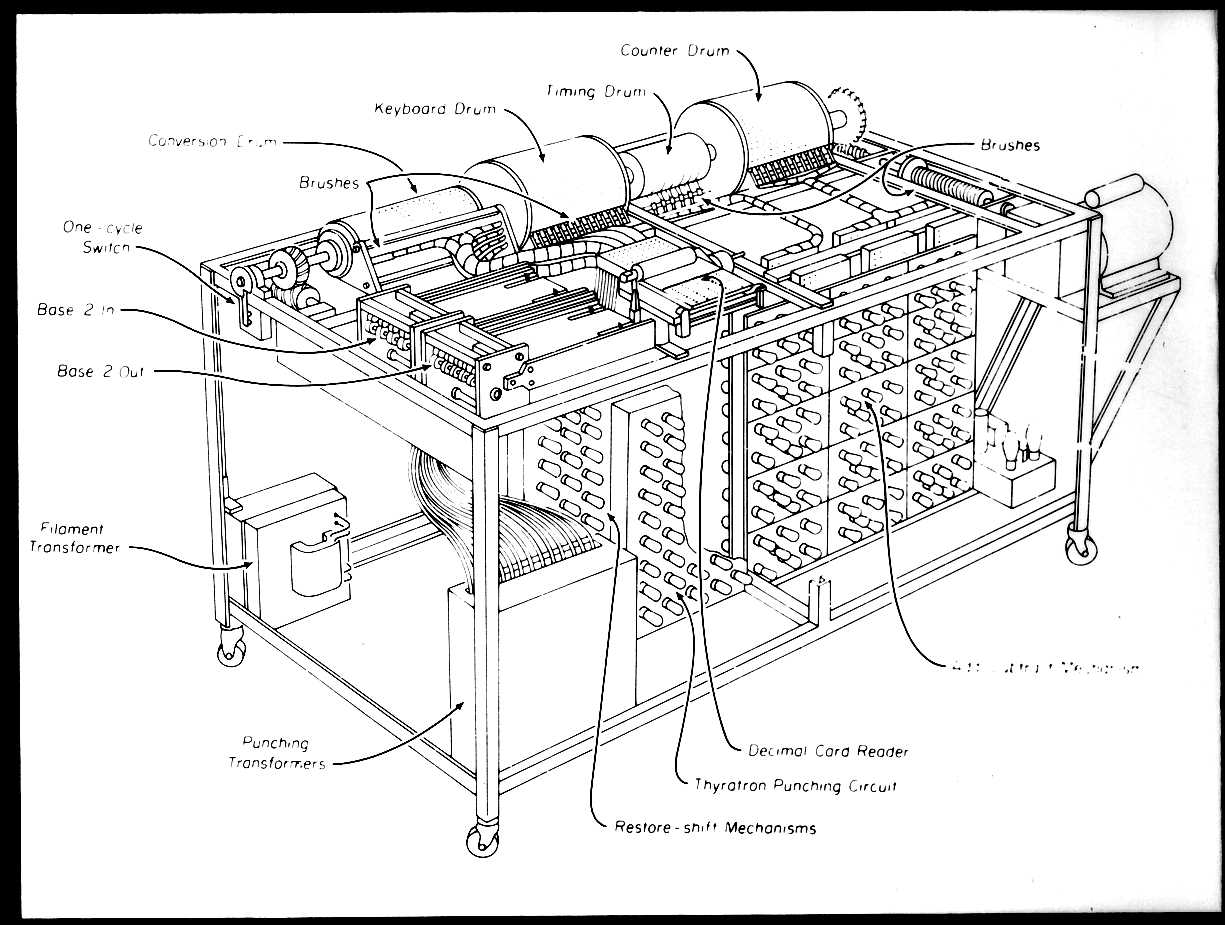 Counter Drum
Timing Drum
Keyboard Drum
Conversion Drum
Brushes
Brushes
One-cycle
Switch
Base 2 In
Base 2 Out
Filament
Transformer
Mechanism
Punching
Transformers
Decimal Card Reader
Thyratron Punching Circuit
Restore-shift Mechanisms